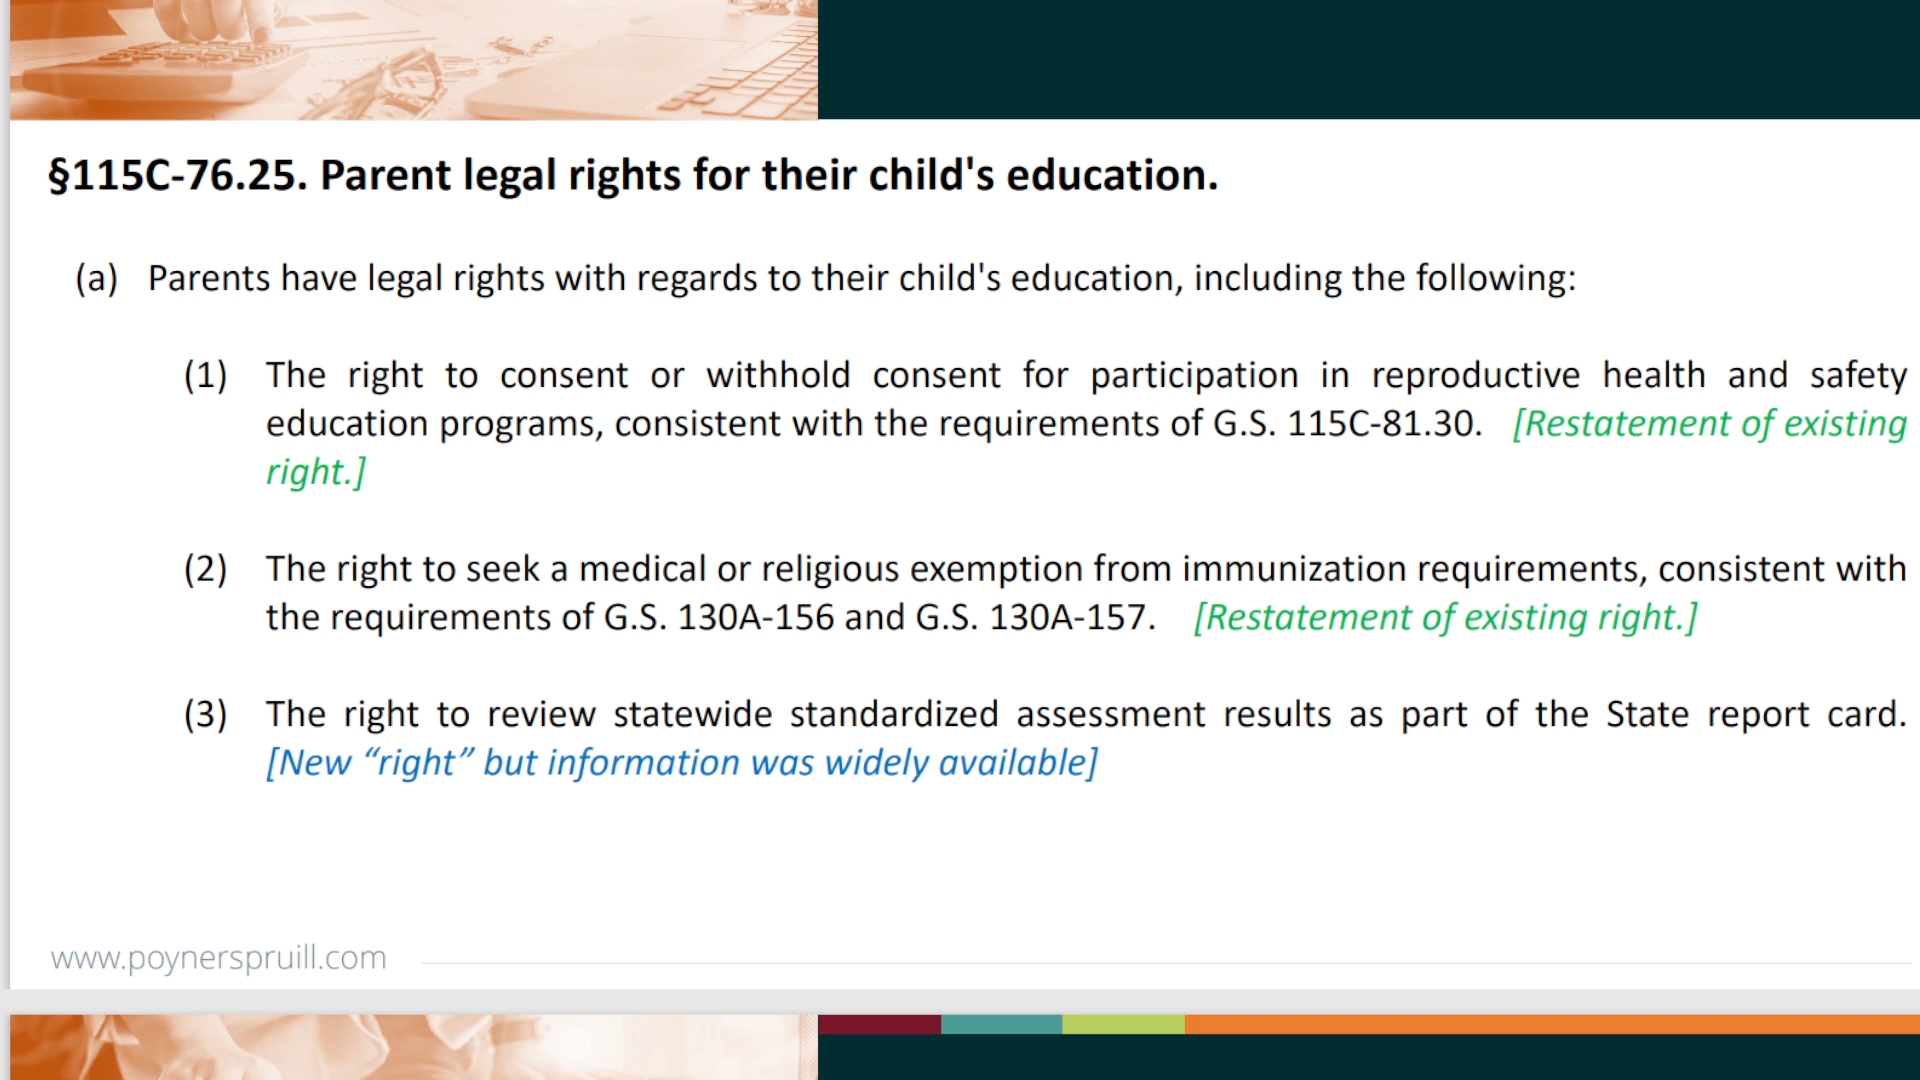 §115C-76.25. Parent legal rights for their child's education.
(a) Parents have legal rights with regards to their child's education, including the following:
(1) The right to consent or withhold consent for participation in reproductive health and safety
education programs, consistent with the requirements of G.S. 115C-81.30. [Restatement of existing
right.]
(2) The right to seek a medical or religious exemption from immunization requirements, consistent with
the requirements of G.S. 130A-156 and G.S. 130A-157. [Restatement of existing right.]
(3) The right to review statewide standardized assessment results as part of the State report card.
[New “right” but information was widely available]
www.poynerspruill.com